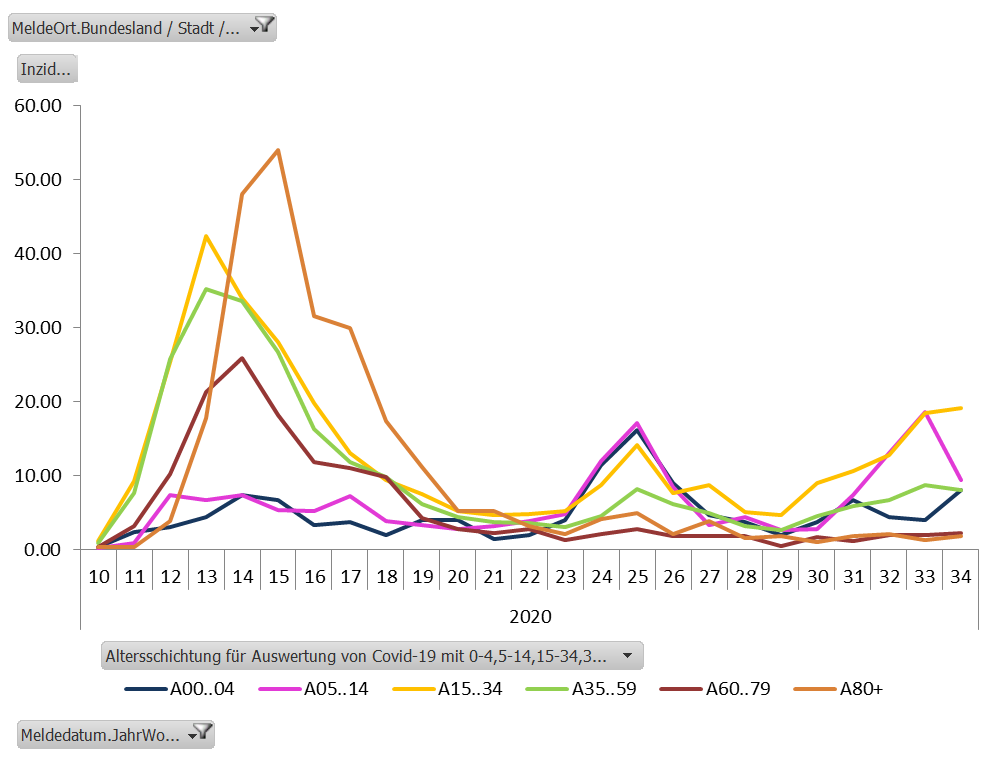 MeldeOrt.Bundesland / Stadt /...
Inzid...
60.00
50.00
40.00
30.00
20.00
10.00
0.00
10 11 12 13 14 15 16 17 18 19 20 21 22 23 24 25 26 27 28 29 30 31 32 33 34
2020
Altersschichtung für Auswertung von Covid-19 mit 0-4,5-14,15-34,3...
A00..04 A05..14 A15..34 A35..59 A60..79 A80+
Meldedatum.JahrWo...